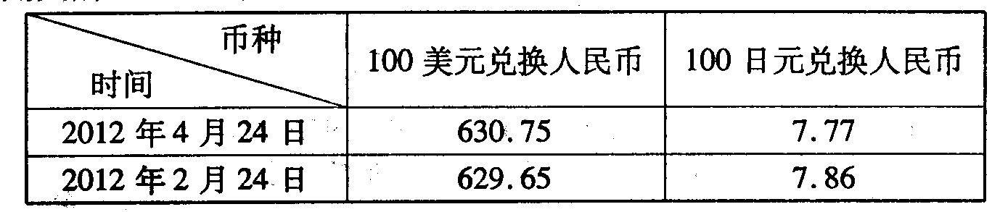 币种
时间
100 美元兑换人民币
100 日元兑换人民币
2012 年 4 月 24 日 630.75 7.77
2012 年 2 月 24 日 629.65 7.86